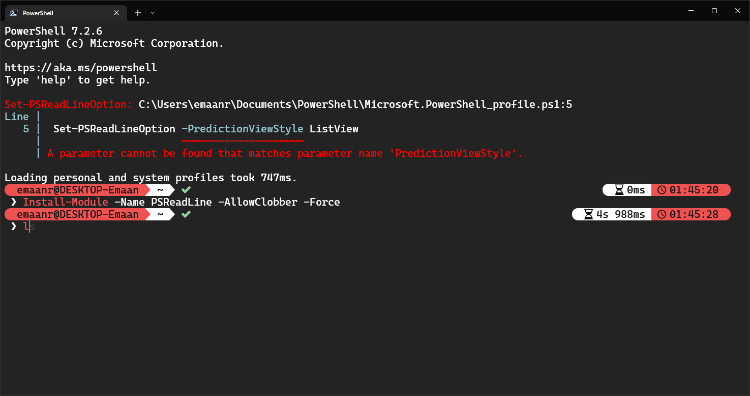 PowerShell
PowerShell 7.2.6
Copyright (c) Microsoft Corporation.
https://aka.ms/powershell
Type 'help' to get help.
Set-PSReadLineOption: C:\Users\emaanr\Documents\PowerShell\Microsoft.PowerShell_profile.ps1:5
Line |
5 | Set-PSReadLineOption -PredictionViewStyle ListView
| ~~~~~~~~~~~~~~~~~~~~
| A parameter cannot be found that matches parameter name 'PredictionViewStyle'.
Loading personal and system profiles took 747ms.
emaanr@DESKTOP-Emaan ~ ✔ 0ms 01:45:20
❯ Install-Module -Name PSReadLine -AllowClobber -Force
emaanr@DESKTOP-Emaan ~ ✔ 4s 988ms 01:45:28
❯ ls